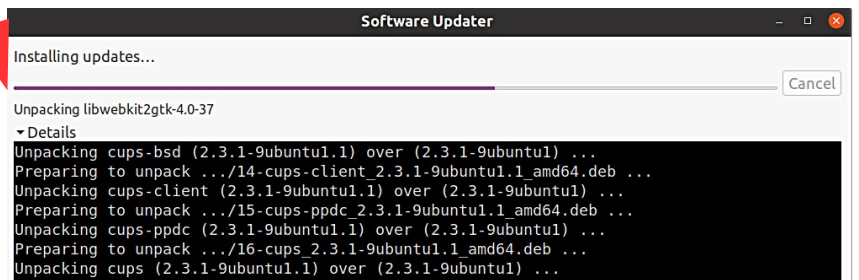 Software Updater
Installing updates...
Cancel
Unpacking libwebkit2gtk-4.0-37
Details
Unpacking cups-bsd (2.3.1-9ubuntu1.1) over (2.3.1-9ubuntu1) ...
Preparing to unpack .../14-cups-client_2.3.1-9ubuntu1.1_amd64.deb ...
Unpacking cups-client (2.3.1-9ubuntu1.1) over (2.3.1-9ubuntu1) ...
Preparing to unpack .../15-cups-ppdc_2.3.1-9ubuntu1.1_amd64.deb ...
Unpacking cups-ppdc (2.3.1-9ubuntu1.1) over (2.3.1-9ubuntu1) ...
Preparing to unpack .../16-cups_2.3.1-9ubuntu1.1_amd64.deb ...
Unpacking cups (2.3.1-9ubuntu1.1) over (2.3.1-9ubuntu1) ...